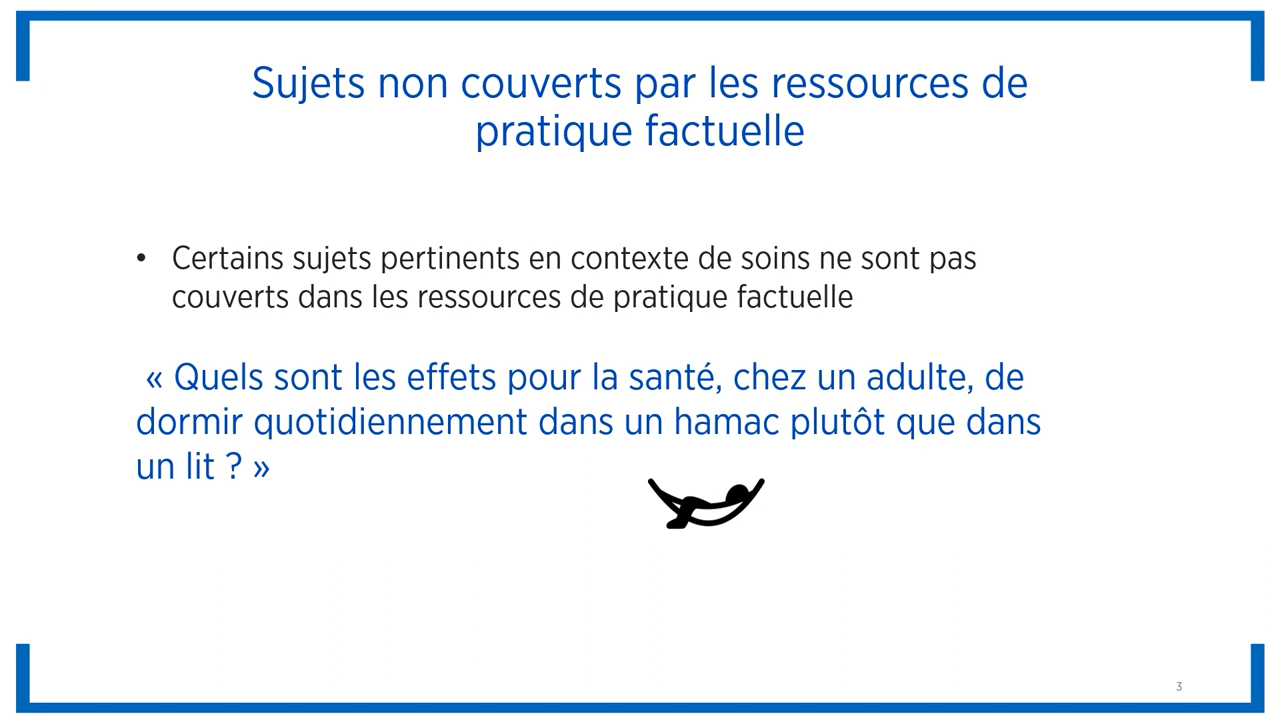 Sujets non couverts par les ressources de
pratique factuelle
• Certains sujets pertinents en contexte de soins ne sont pas
couverts dans les ressources de pratique factuelle
« Quels sont les effets pour la santé, chez un adulte, de
dormir quotidiennement dans un hamac plutôt que dans
un lit ? »
3